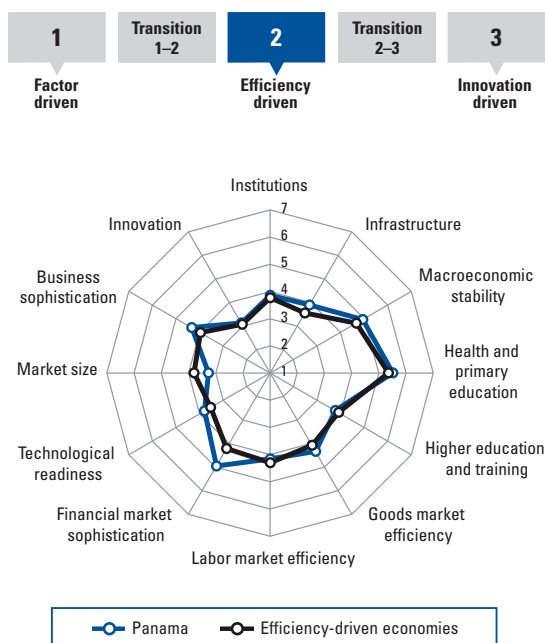 1
Transition
1–2
2
Transition
2–3
3
Factor
driven
Efficiency
driven
Innovation
driven
Institutions
7
6
5
4
3
2
1
Innovation
Infrastructure
Business
sophistication
Macroeconomic
stability
Market size
Health and
primary
education
Technological
readiness
Higher education
and training
Financial market
sophistication
Goods market
efficiency
Labor market efficiency
Panama
Efficiency-driven economies